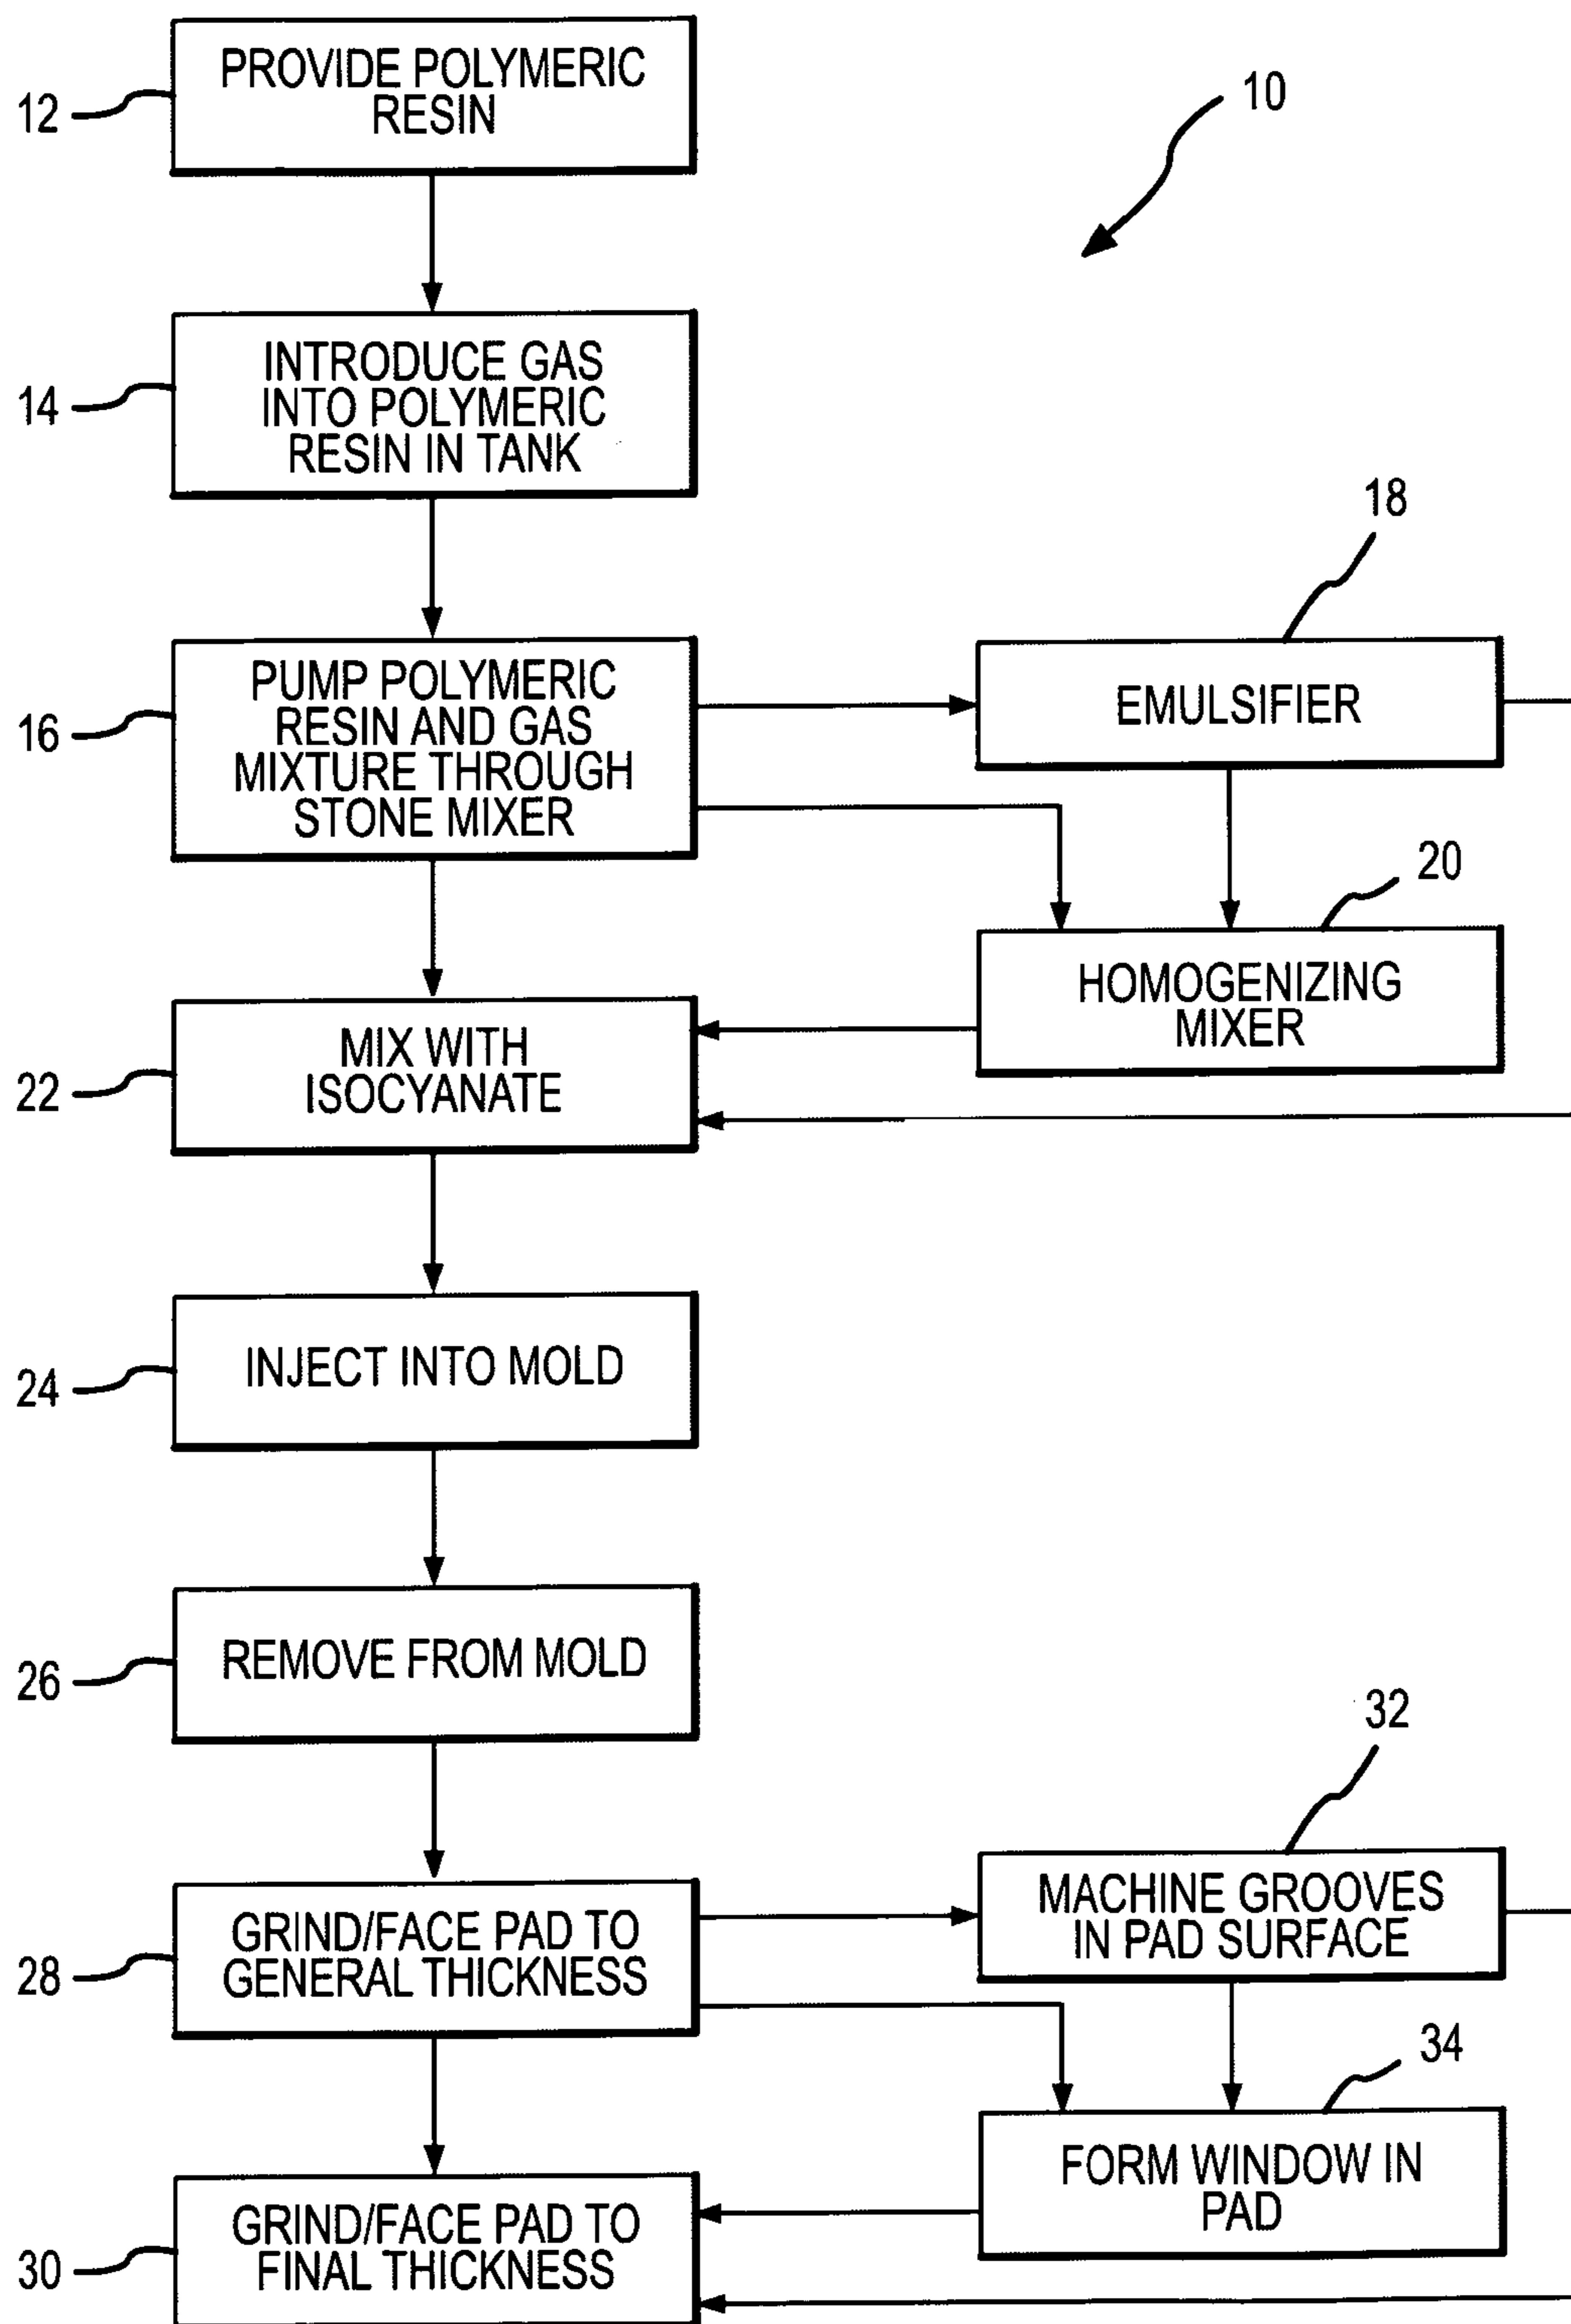 10
12
PROVIDE POLYMERIC
RESIN
14
INTRODUCE GAS
INTO POLYMERIC
RESIN IN TANK
16
PUMP POLYMERIC
RESIN AND GAS
MIXTURE THROUGH
STONE MIXER
18
EMULSIFIER
20
HOMOGENIZING
MIXER
22
MIX WITH
ISOCYANATE
24
INJECT INTO MOLD
26
REMOVE FROM MOLD
28
GRIND/FACE PAD TO
GENERAL THICKNESS
32
MACHINE GROOVES
IN PAD SURFACE
34
FORM WINDOW IN
PAD
30
GRIND/FACE PAD TO
FINAL THICKNESS